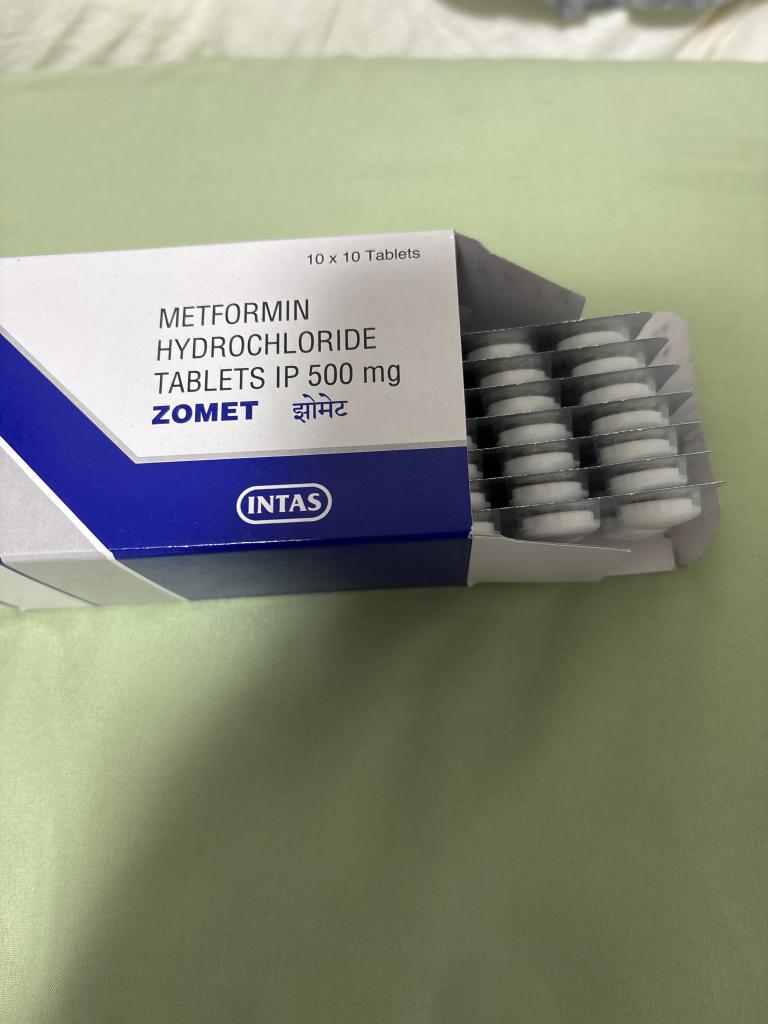 10 x 10 Tablets
METFORMIN
HYDROCHLORIDE
TABLETS IP 500 mg
ZOMET झोमेट
INTAS